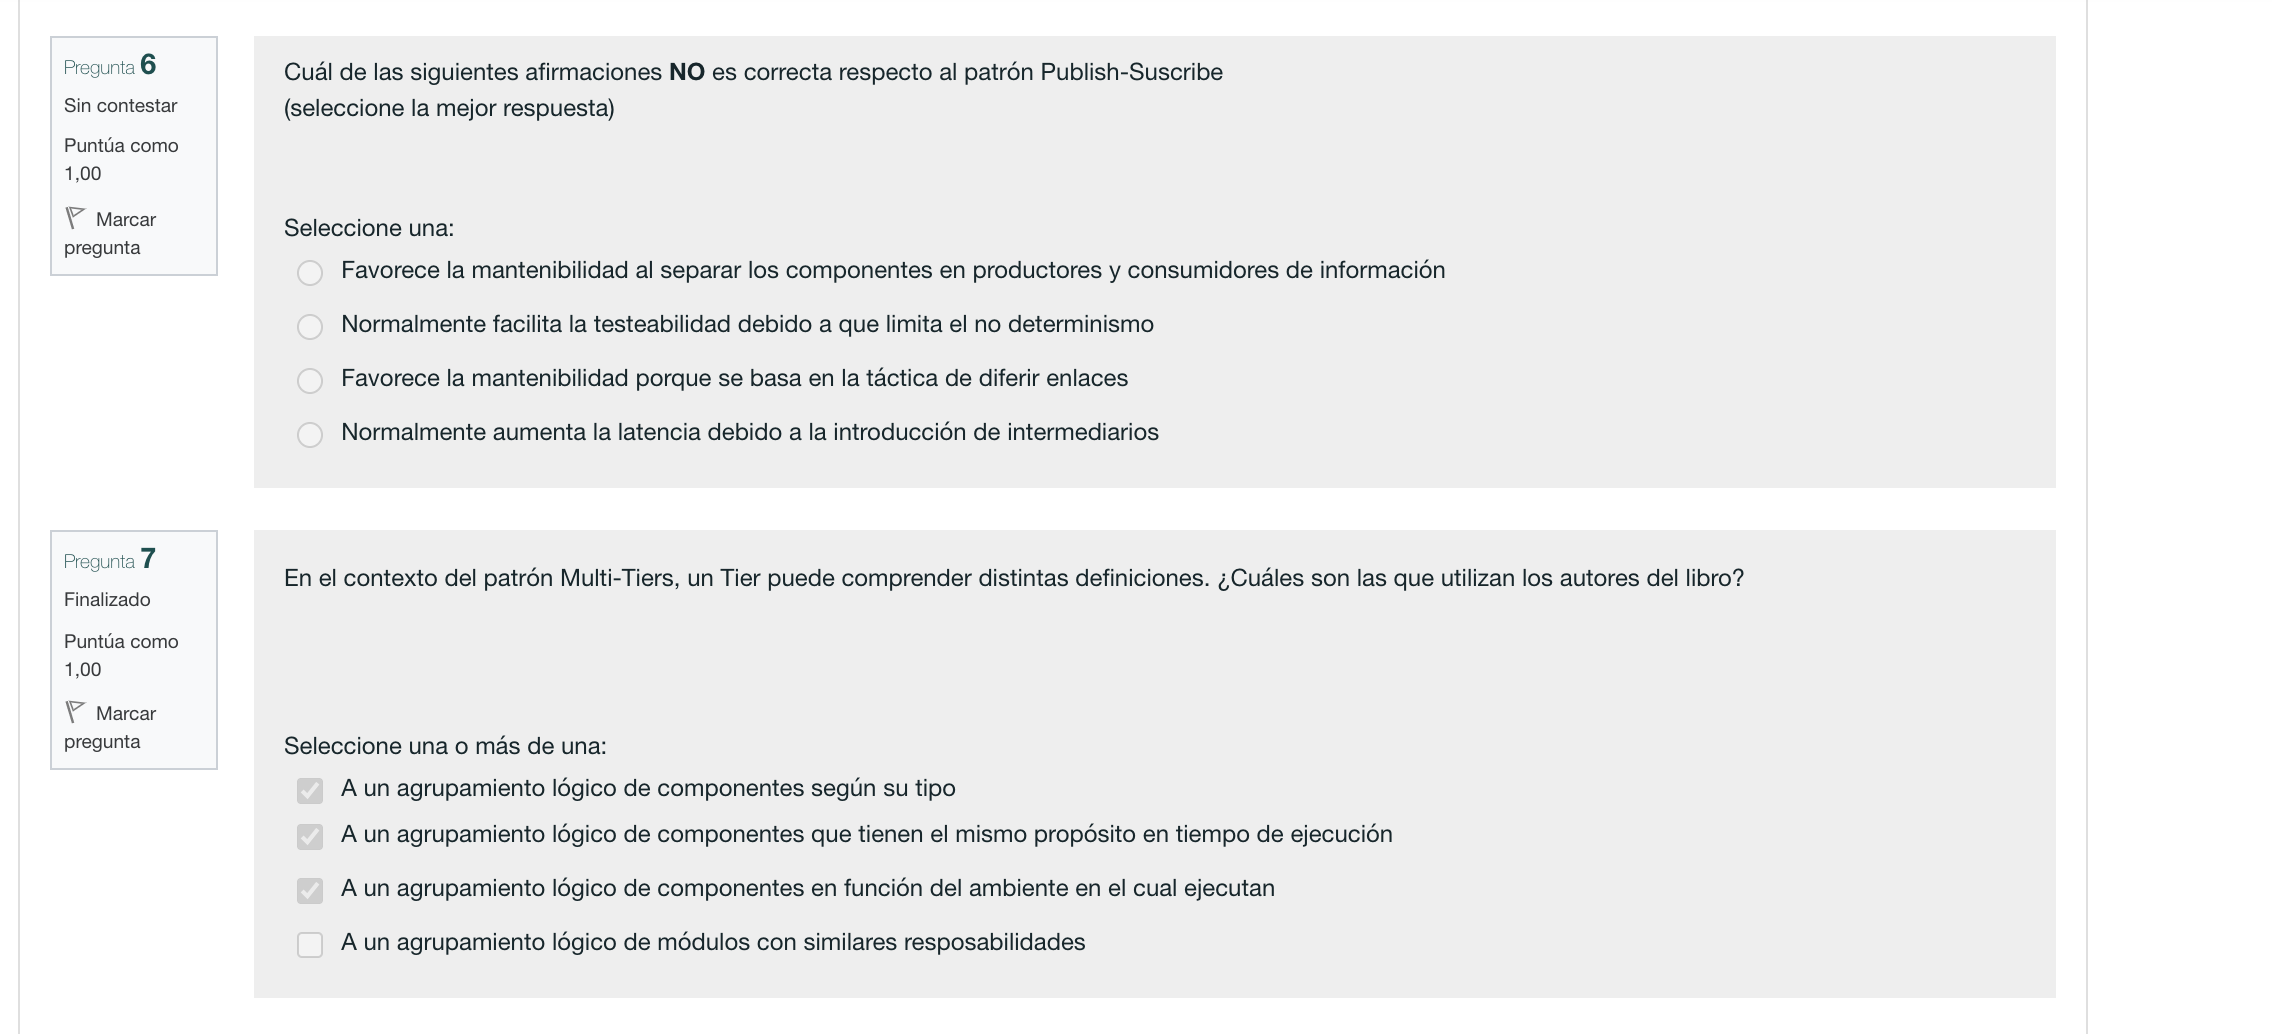 Pregunta 6
Sin contestar
Puntúa como
1,00
Marcar
pregunta
Cuál de las siguientes afirmaciones NO es correcta respecto al patrón Publish-Suscribe
(seleccione la mejor respuesta)
Seleccione una:
Favorece la mantenibilidad al separar los componentes en productores y consumidores de información
Normalmente facilita la testeabilidad debido a que limita el no determinismo
Favorece la mantenibilidad porque se basa en la táctica de diferir enlaces
Normalmente aumenta la latencia debido a la introducción de intermediarios
Pregunta 7
Finalizado
Puntúa como
1,00
Marcar
pregunta
En el contexto del patrón Multi-Tiers, un Tier puede comprender distintas definiciones. ¿Cuáles son las que utilizan los autores del libro?
Seleccione una o más de una:
A un agrupamiento lógico de componentes según su tipo
A un agrupamiento lógico de componentes que tienen el mismo propósito en tiempo de ejecución
A un agrupamiento lógico de componentes en función del ambiente en el cual ejecutan
A un agrupamiento lógico de módulos con similares resposabilidades